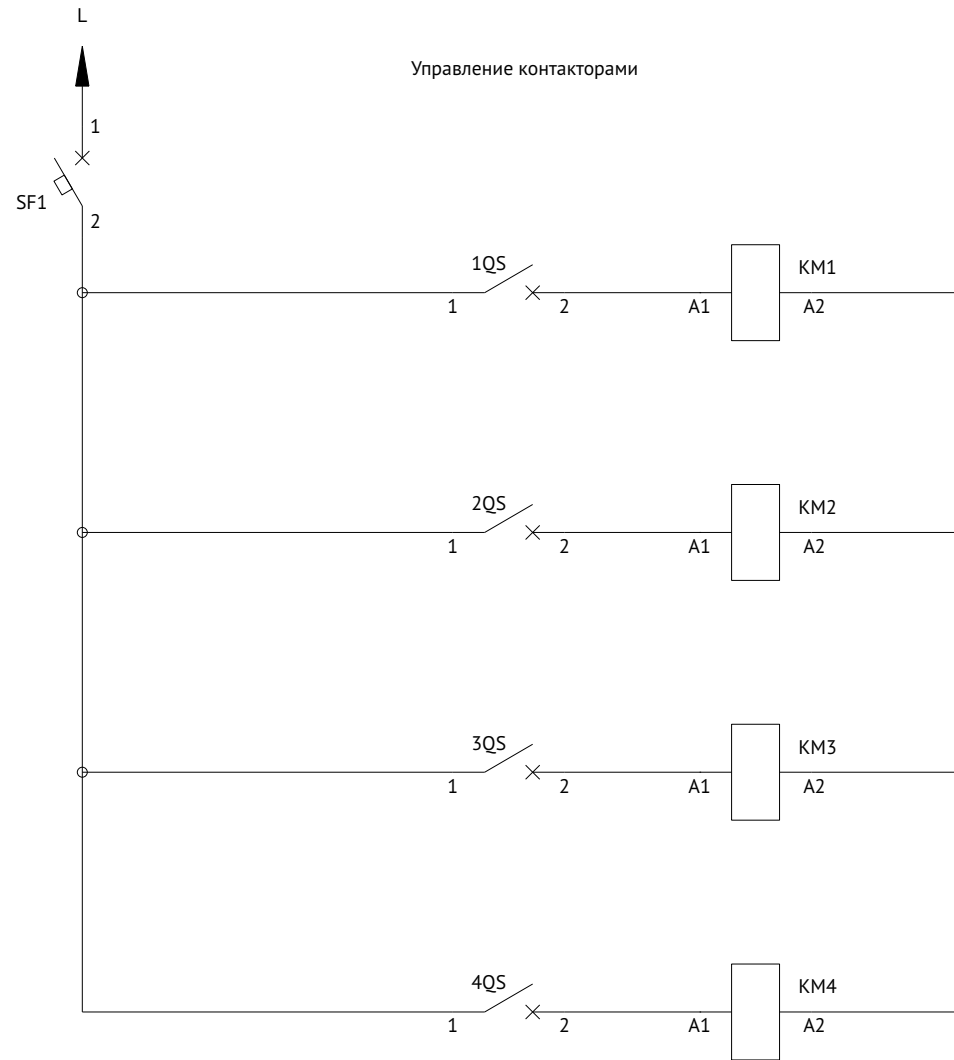 L
Управление контакторами
1
SF1
2
1QS
KM1
1 2 A1 A2
2QS
KM2
1 2 A1 A2
3QS
KM3
1 2 A1 A2
4QS
KM4
1 2 A1 A2